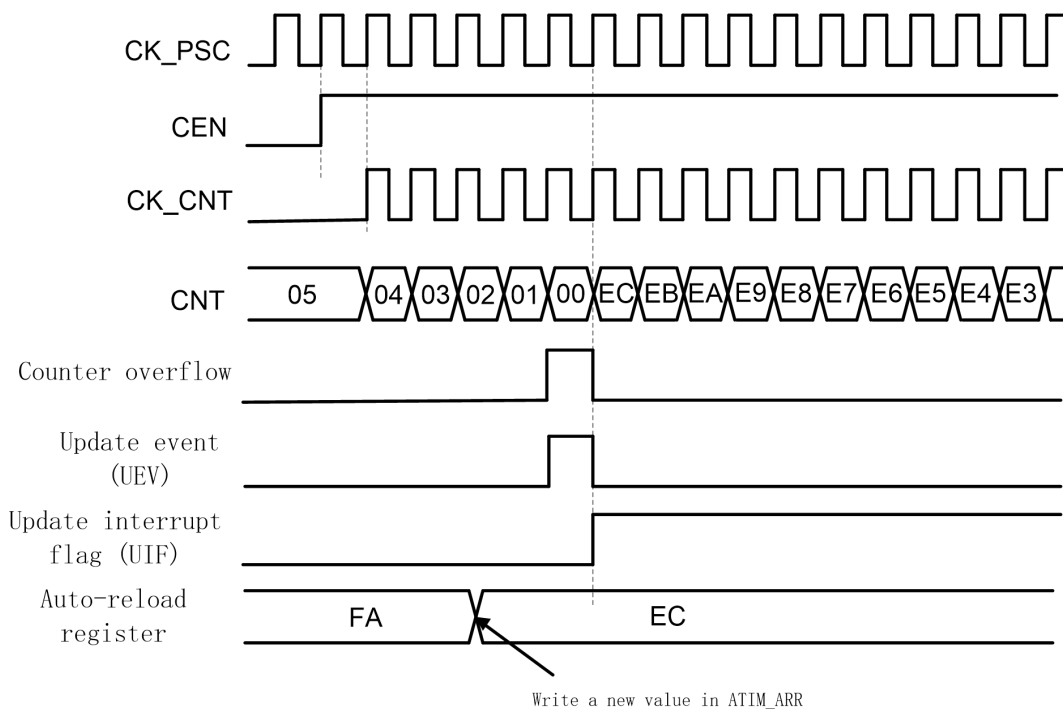 CK_PSC
CEN
CK_CNT
CNT
05 04 03 02 01 00 EC EB EA E9 E8 E7 E6 E5 E4 E3
Counter overflow
Update event
(UEV)
Update interrupt
flag (UIF)
Auto-reload
register
FA
EC
Write a new value in ATIM_ARR